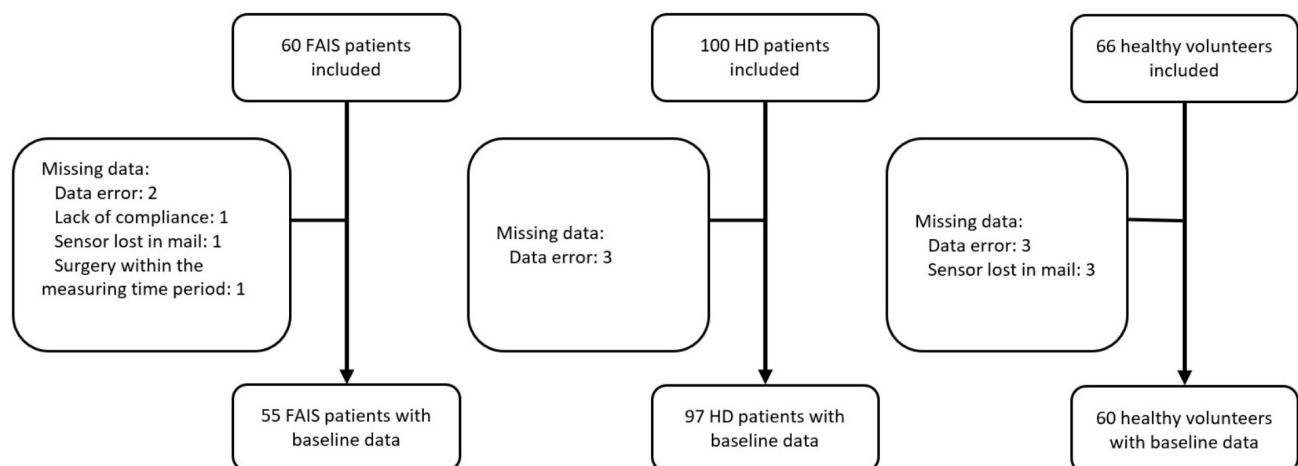 60 FAIS patients
included
100 HD patients
included
66 healthy volunteers
included
Missing data:
Data error: 2
Lack of compliance: 1
Sensor lost in mail: 1
Surgery within the
measuring time period: 1
Missing data:
Data error: 3
Missing data:
Data error: 3
Sensor lost in mail: 3
55 FAIS patients with
baseline data
97 HD patients with
baseline data
60 healthy volunteers
with baseline data